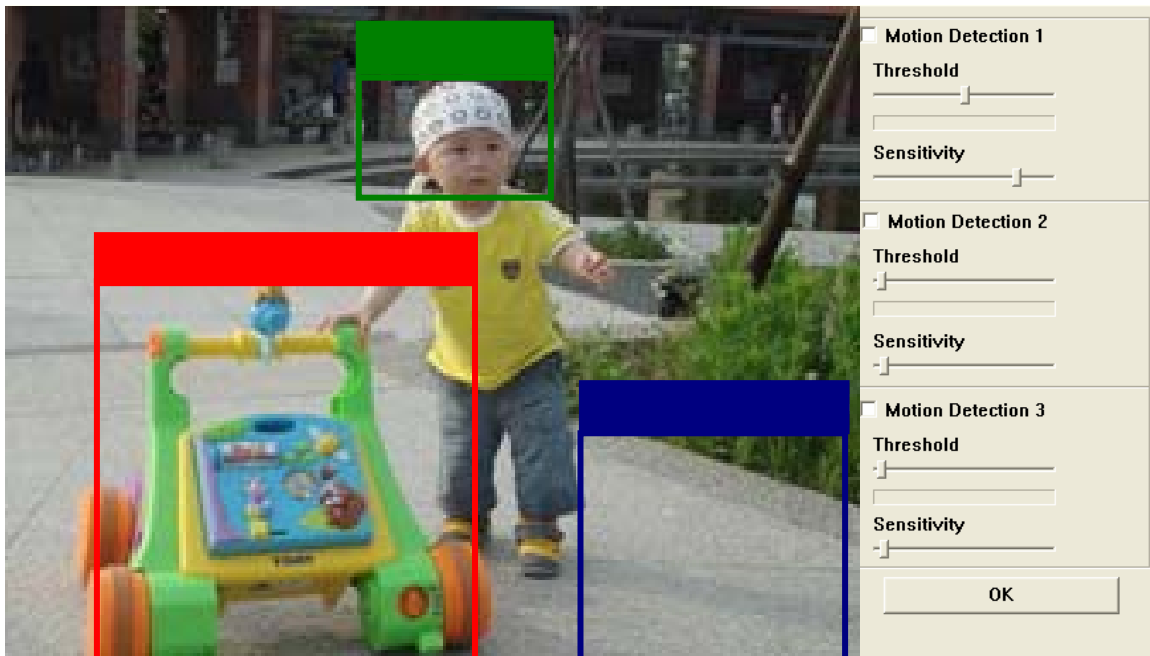 Motion Detection 1
Threshold
Sensitivity
Motion Detection 2
Threshold
Sensitivity
Motion Detection 3
Threshold
Sensitivity
OK